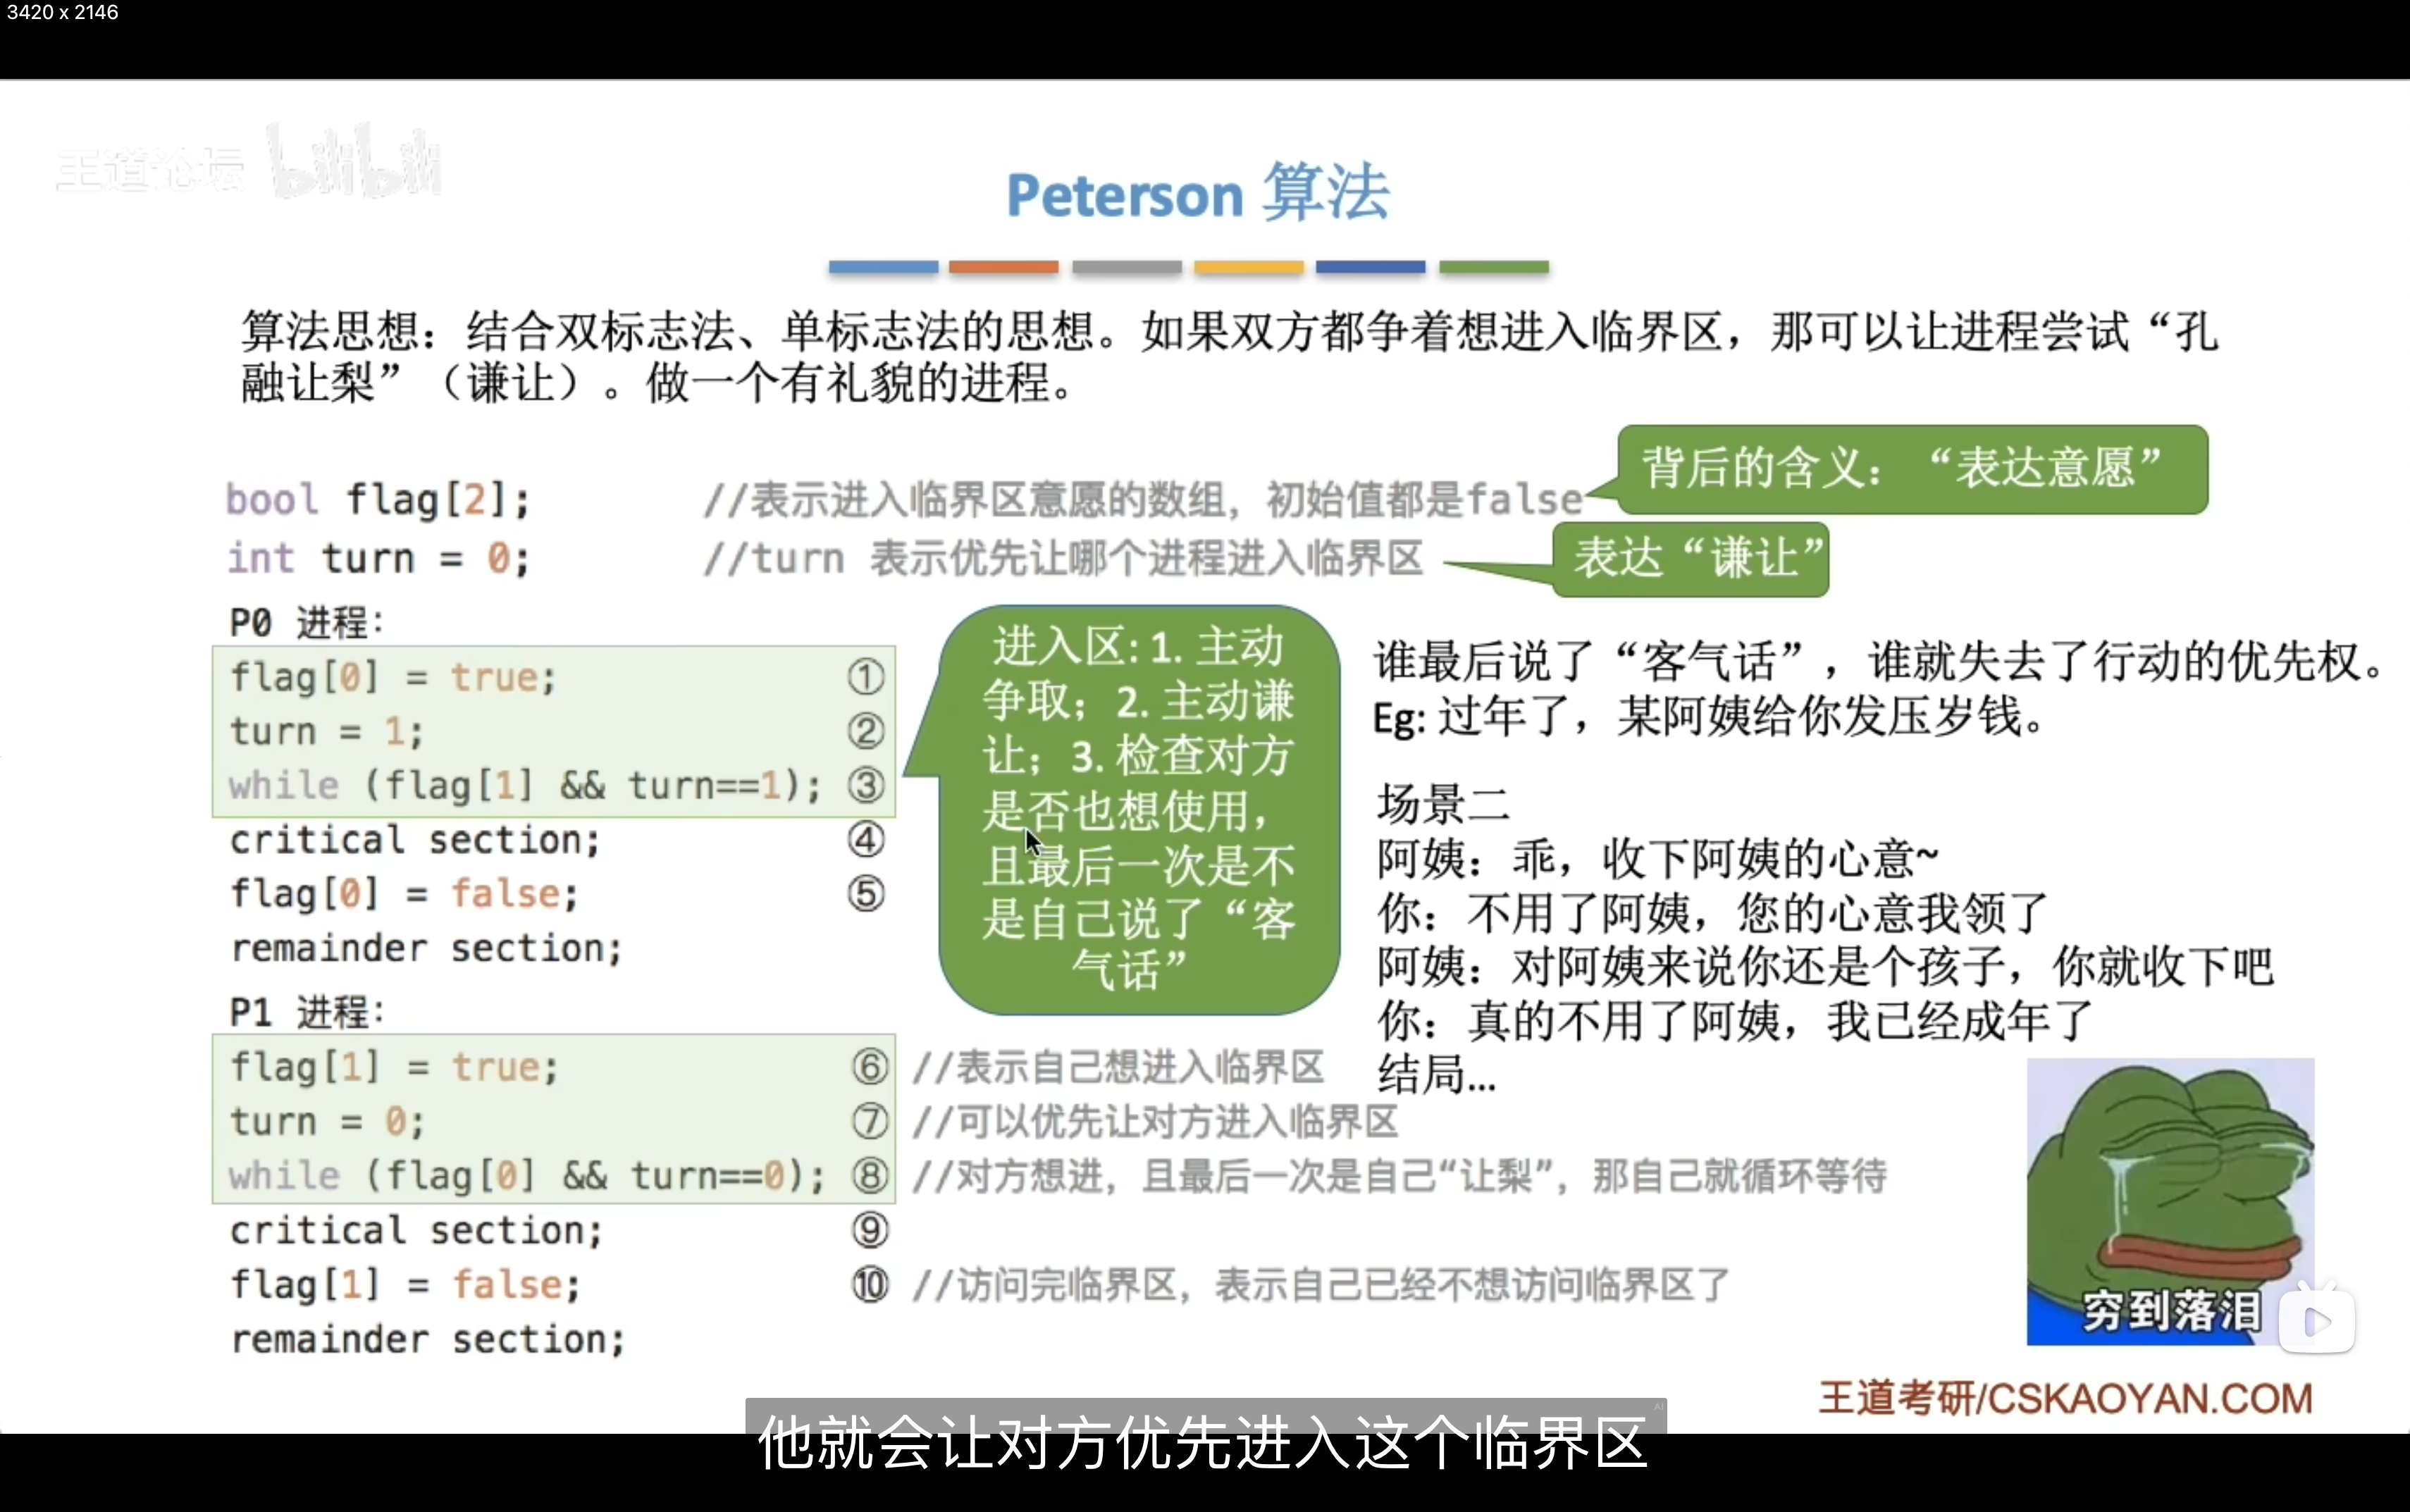 3420 x 2146
王道论坛 bilibili
Peterson 算法
算法思想：结合双标志法、单标志法的思想。如果双方都争着想进入临界区，那可以让进程尝试“孔
融让梨”（谦让）。做一个有礼貌的进程。
背后的含义：“表达意愿”
bool flag[2]; //表示进入临界区意愿的数组，初始值都是false
int turn = 0; //turn 表示优先让哪个进程进入临界区
表达“谦让”
P0 进程：
flag[0] = true; ①
turn = 1; ②
while (flag[1] && turn==1); ③
critical section; ④
flag[0] = false; ⑤
remainder section;
进入区：1. 主动
争取；2. 主动谦
让；3. 检查对方
是否也想使用，
且最后一次是不
是自己说了“客
气话”
谁最后说了“客气话”，谁就失去了行动的优先权。
Eg: 过年了，某阿姨给你发压岁钱。
场景二
阿姨：乖，收下阿姨的心意~
你：不用了阿姨，您的心意我领了
阿姨：对阿姨来说你还是个孩子，你就收下吧
你：真的不用了阿姨，我已经成年了
结局...
P1 进程：
flag[1] = true; ⑥ //表示自己想进入临界区
turn = 0; ⑦ //可以优先让对方进入临界区
while (flag[0] && turn==0); ⑧ //对方想进，且最后一次是自己“让梨”，那自己就循环等待
critical section; ⑨
flag[1] = false; ⑩ //访问完临界区，表示自己已经不想访问临界区了
remainder section;
穷到落泪
王道考研/CSKAOYAN.COM
AI
他就会让对方优先进入这个临界区